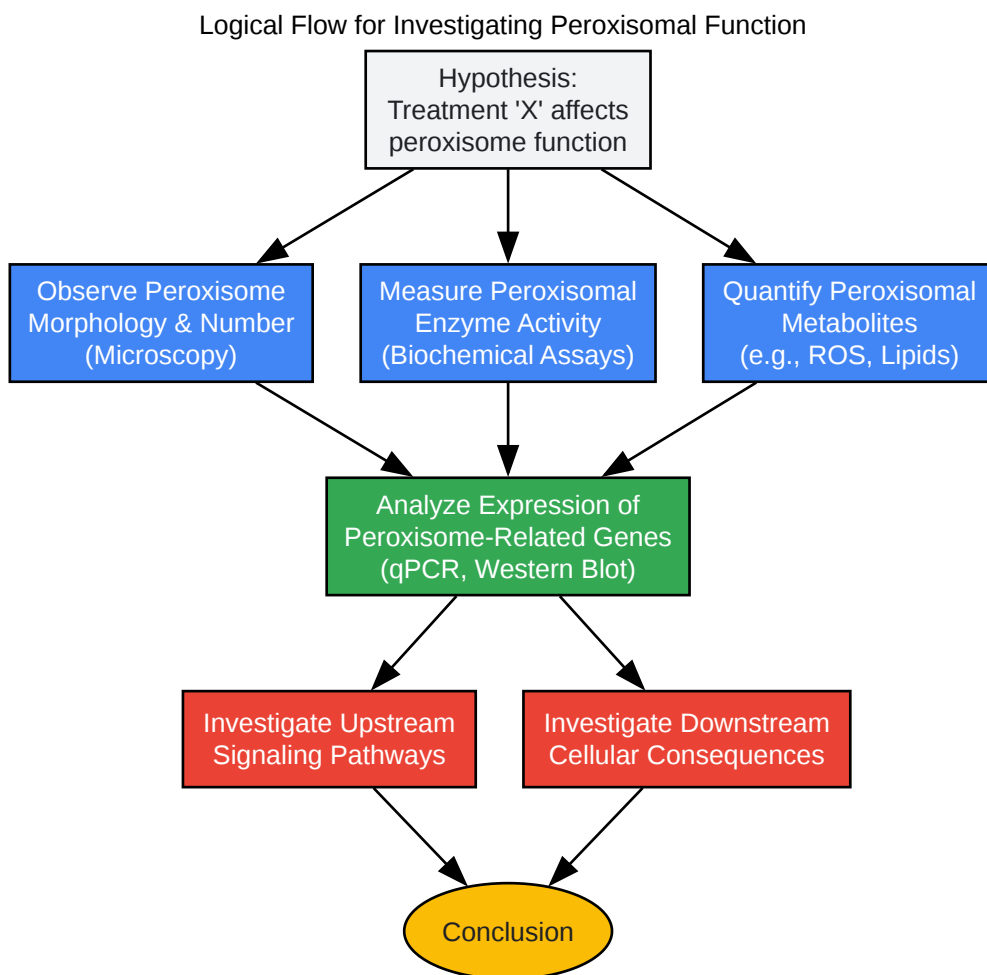 Logical Flow for Investigating Peroxisomal Function
Hypothesis:
Treatment 'X' affects
peroxisome function
Observe Peroxisome
Morphology & Number
(Microscopy)
Measure Peroxisomal
Enzyme Activity
(Biochemical Assays)
Quantify Peroxisomal
Metabolites
(e.g., ROS, Lipids)
Analyze Expression of
Peroxisome-Related Genes
(qPCR, Western Blot)
Investigate Upstream
Signaling Pathways
Investigate Downstream
Cellular Consequences
Conclusion